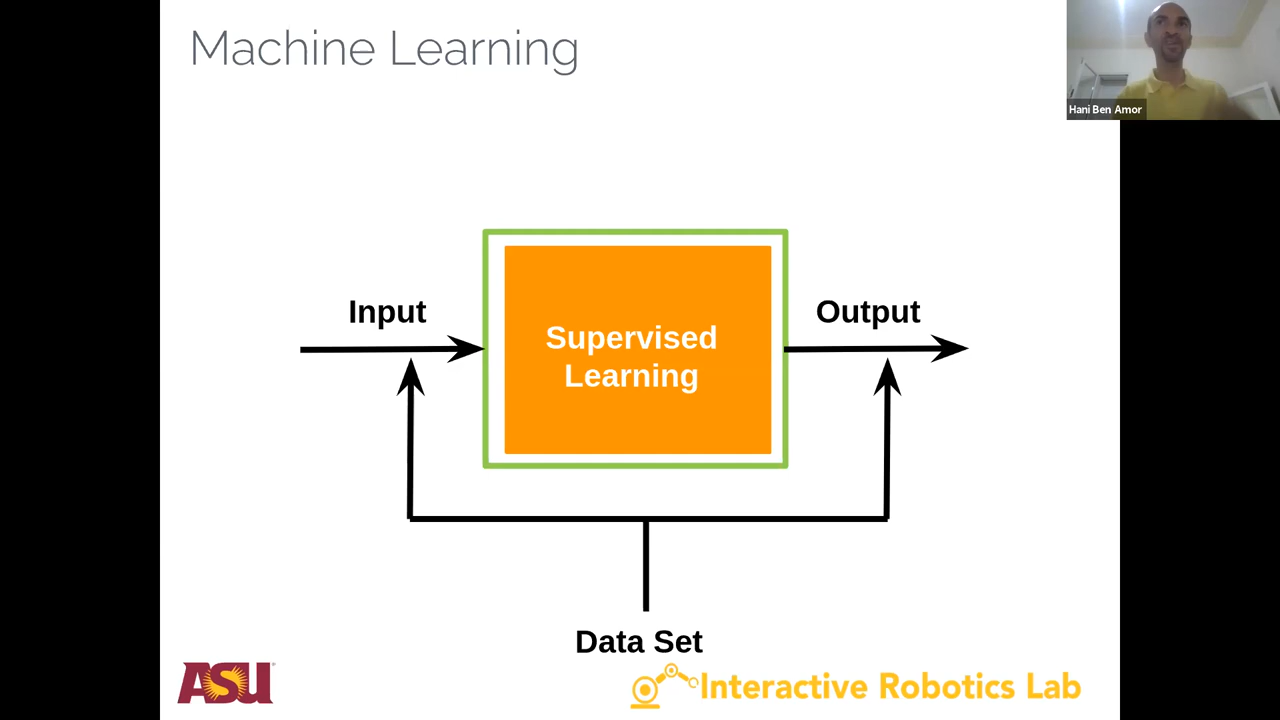 Machine Learning
Hani Ben Amor
Input
Output
Supervised
Learning
Data Set
ASU
Interactive Robotics Lab